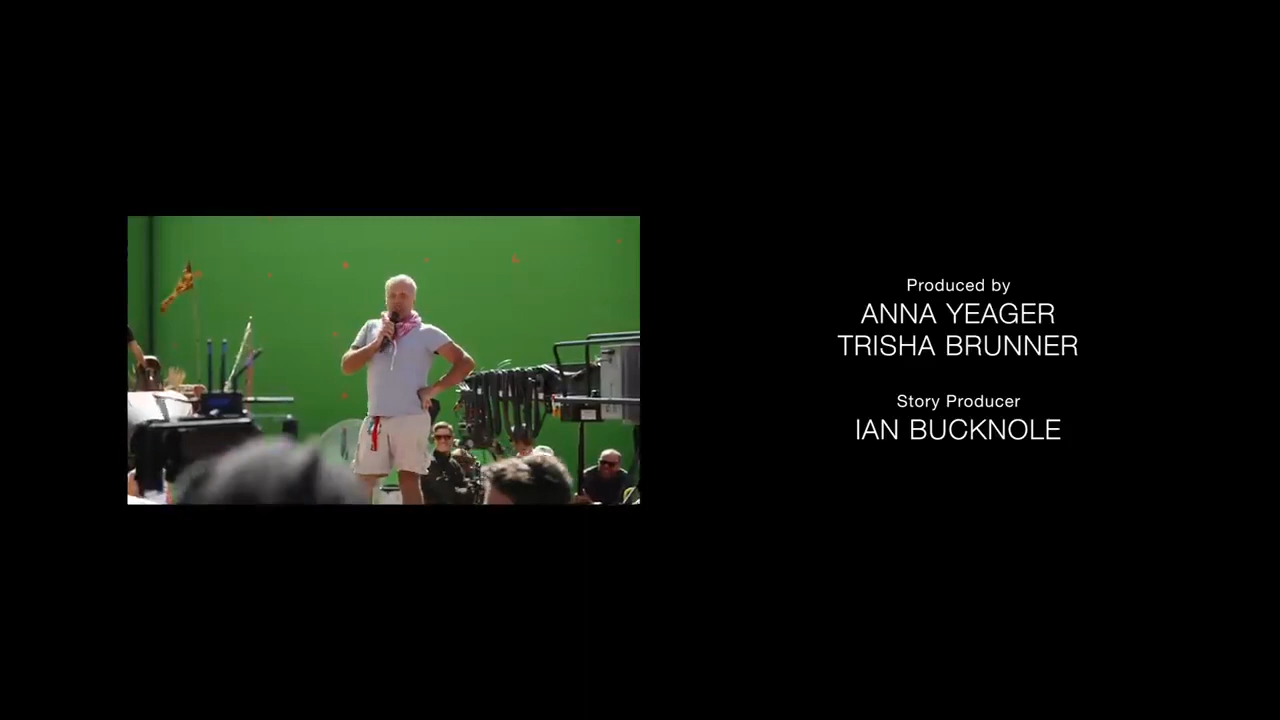 Produced by
ANNA YEAGER
TRISHA BRUNNER
Story Producer
IAN BUCKNOLE